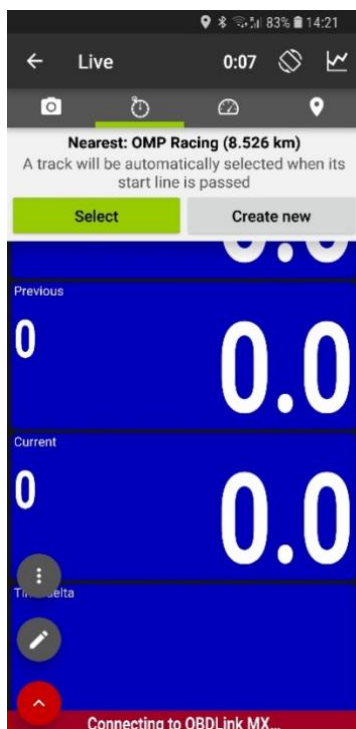 83% 14:21
Live 0:07
Nearest: OMP Racing (8.526 km)
A track will be automatically selected when its
start line is passed
Select Create new
0.0
Previous
0 0.0
Current
0 0.0
Connecting to OBDLink MX...